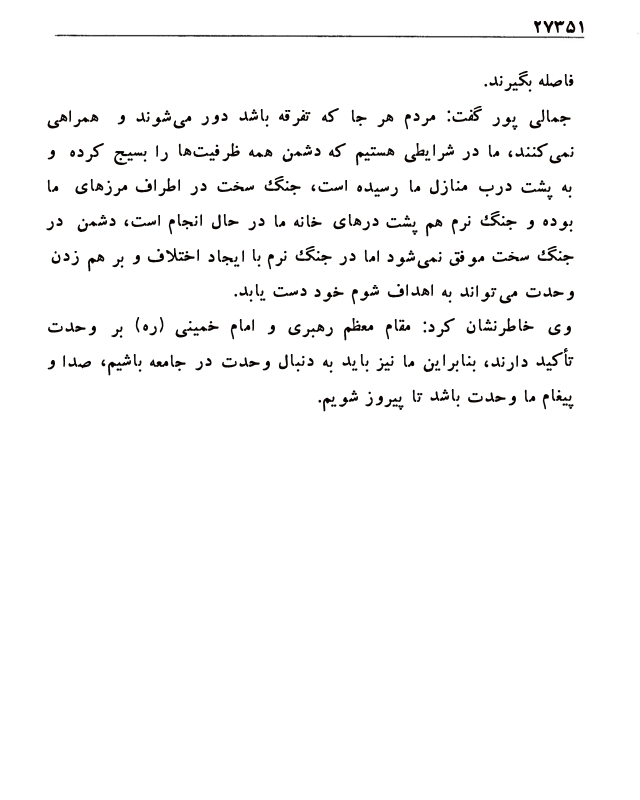 ۲۷۳۵۱
فاصله بگیرند.
جمالی پور گفت: مردم هر جا که تفرقه باشد دور می‌شوند و همراهی
نمی‌کنند، ما در شرایطی هستیم که دشمن همه ظرفیت‌ها را بسیج کرده و
به پشت درب منازل ما رسیده است، جنگ سخت در اطراف مرزهای ما
بوده و جنگ نرم هم پشت درهای خانه ما در حال انجام است، دشمن در
جنگ سخت موفق نمی‌شود اما در جنگ نرم با ایجاد اختلاف و بر هم زدن
وحدت می‌تواند به اهداف شوم خود دست یابد.
وی خاطرنشان کرد: مقام معظم رهبری و امام خمینی (ره) بر وحدت
تأکید دارند، بنابراین ما نیز باید به دنبال وحدت در جامعه باشیم، صدا و
پیغام ما وحدت باشد تا پیروز شویم.